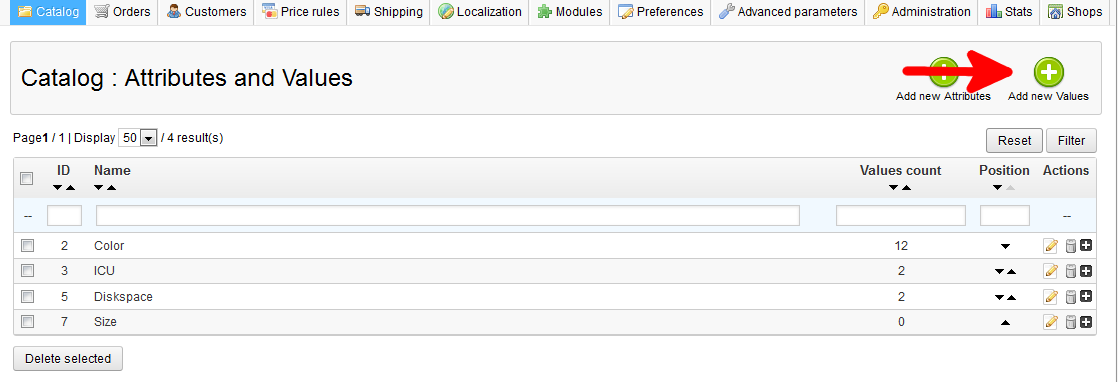 Catalog Orders Customers Price rules Shipping Localization Modules Preferences Advanced parameters Administration Stats Shops
Catalog : Attributes and Values
Add new Attributes Add new Values
Page1 / 1 | Display 50 / 4 result(s)
Reset Filter
ID Name Values count Position Actions
-- --
2 Color 12
3 ICU 2
5 Diskspace 2
7 Size 0
Delete selected